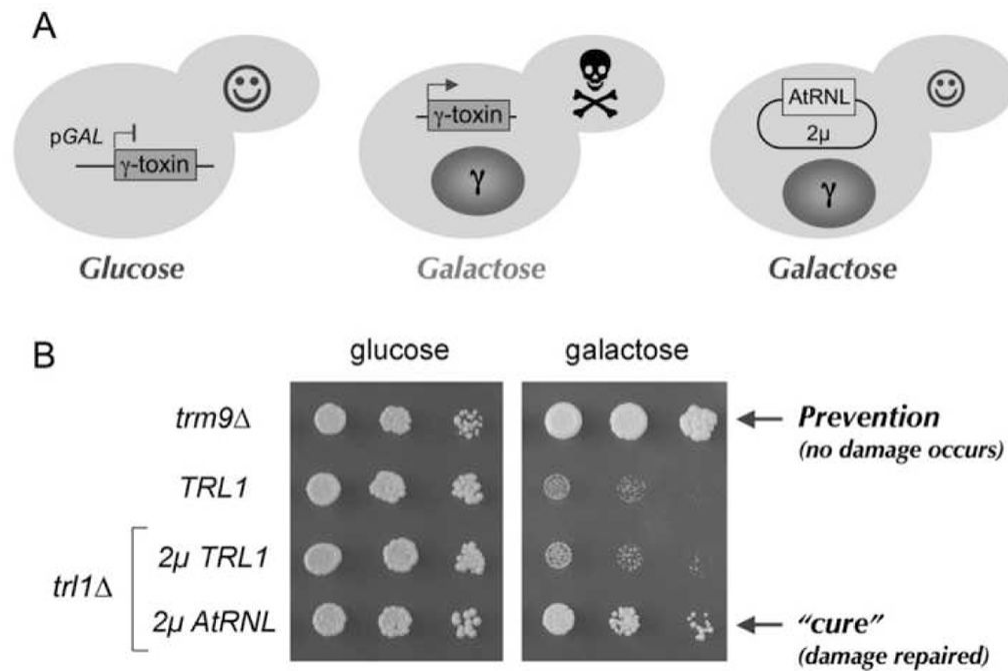 A
pGAL
γ-toxin
Glucose
γ-toxin
γ
Galactose
AtRNL
2μ
γ
Galactose
B
glucose
galactose
trm9Δ
Prevention
(no damage occurs)
TRL1
trl1Δ
2μ TRL1
2μ AtRNL
“cure”
(damage repaired)